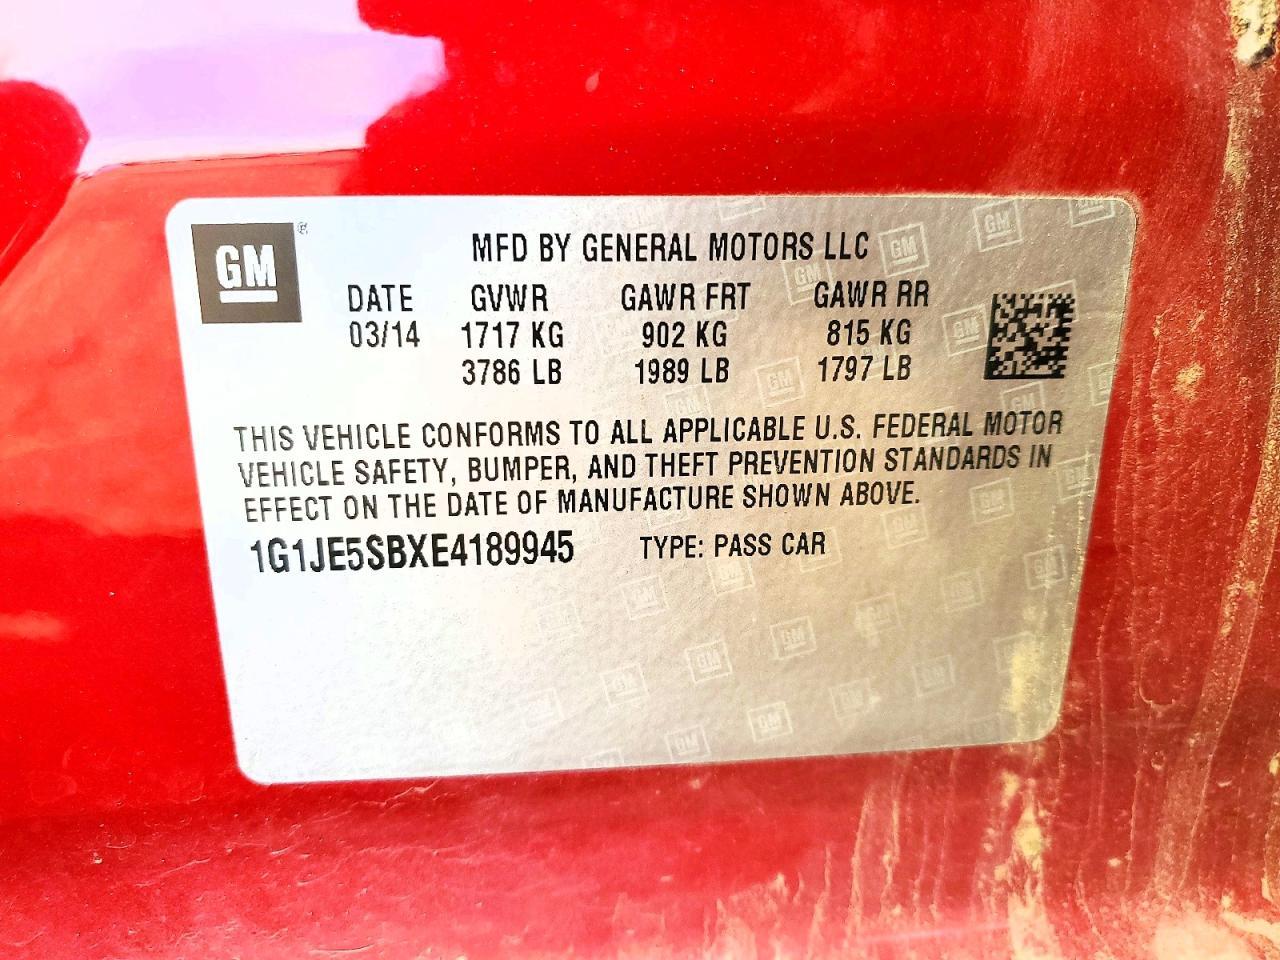 GM
MFD BY GENERAL MOTORS LLC
DATE GVWR GAWR FRT GAWR RR
03/14 1717 KG 902 KG 815 KG
3786 LB 1989 LB 1797 LB
THIS VEHICLE CONFORMS TO ALL APPLICABLE U.S. FEDERAL MOTOR
VEHICLE SAFETY, BUMPER, AND THEFT PREVENTION STANDARDS IN
EFFECT ON THE DATE OF MANUFACTURE SHOWN ABOVE.
1G1JE5SBXE4189945 TYPE: PASS CAR